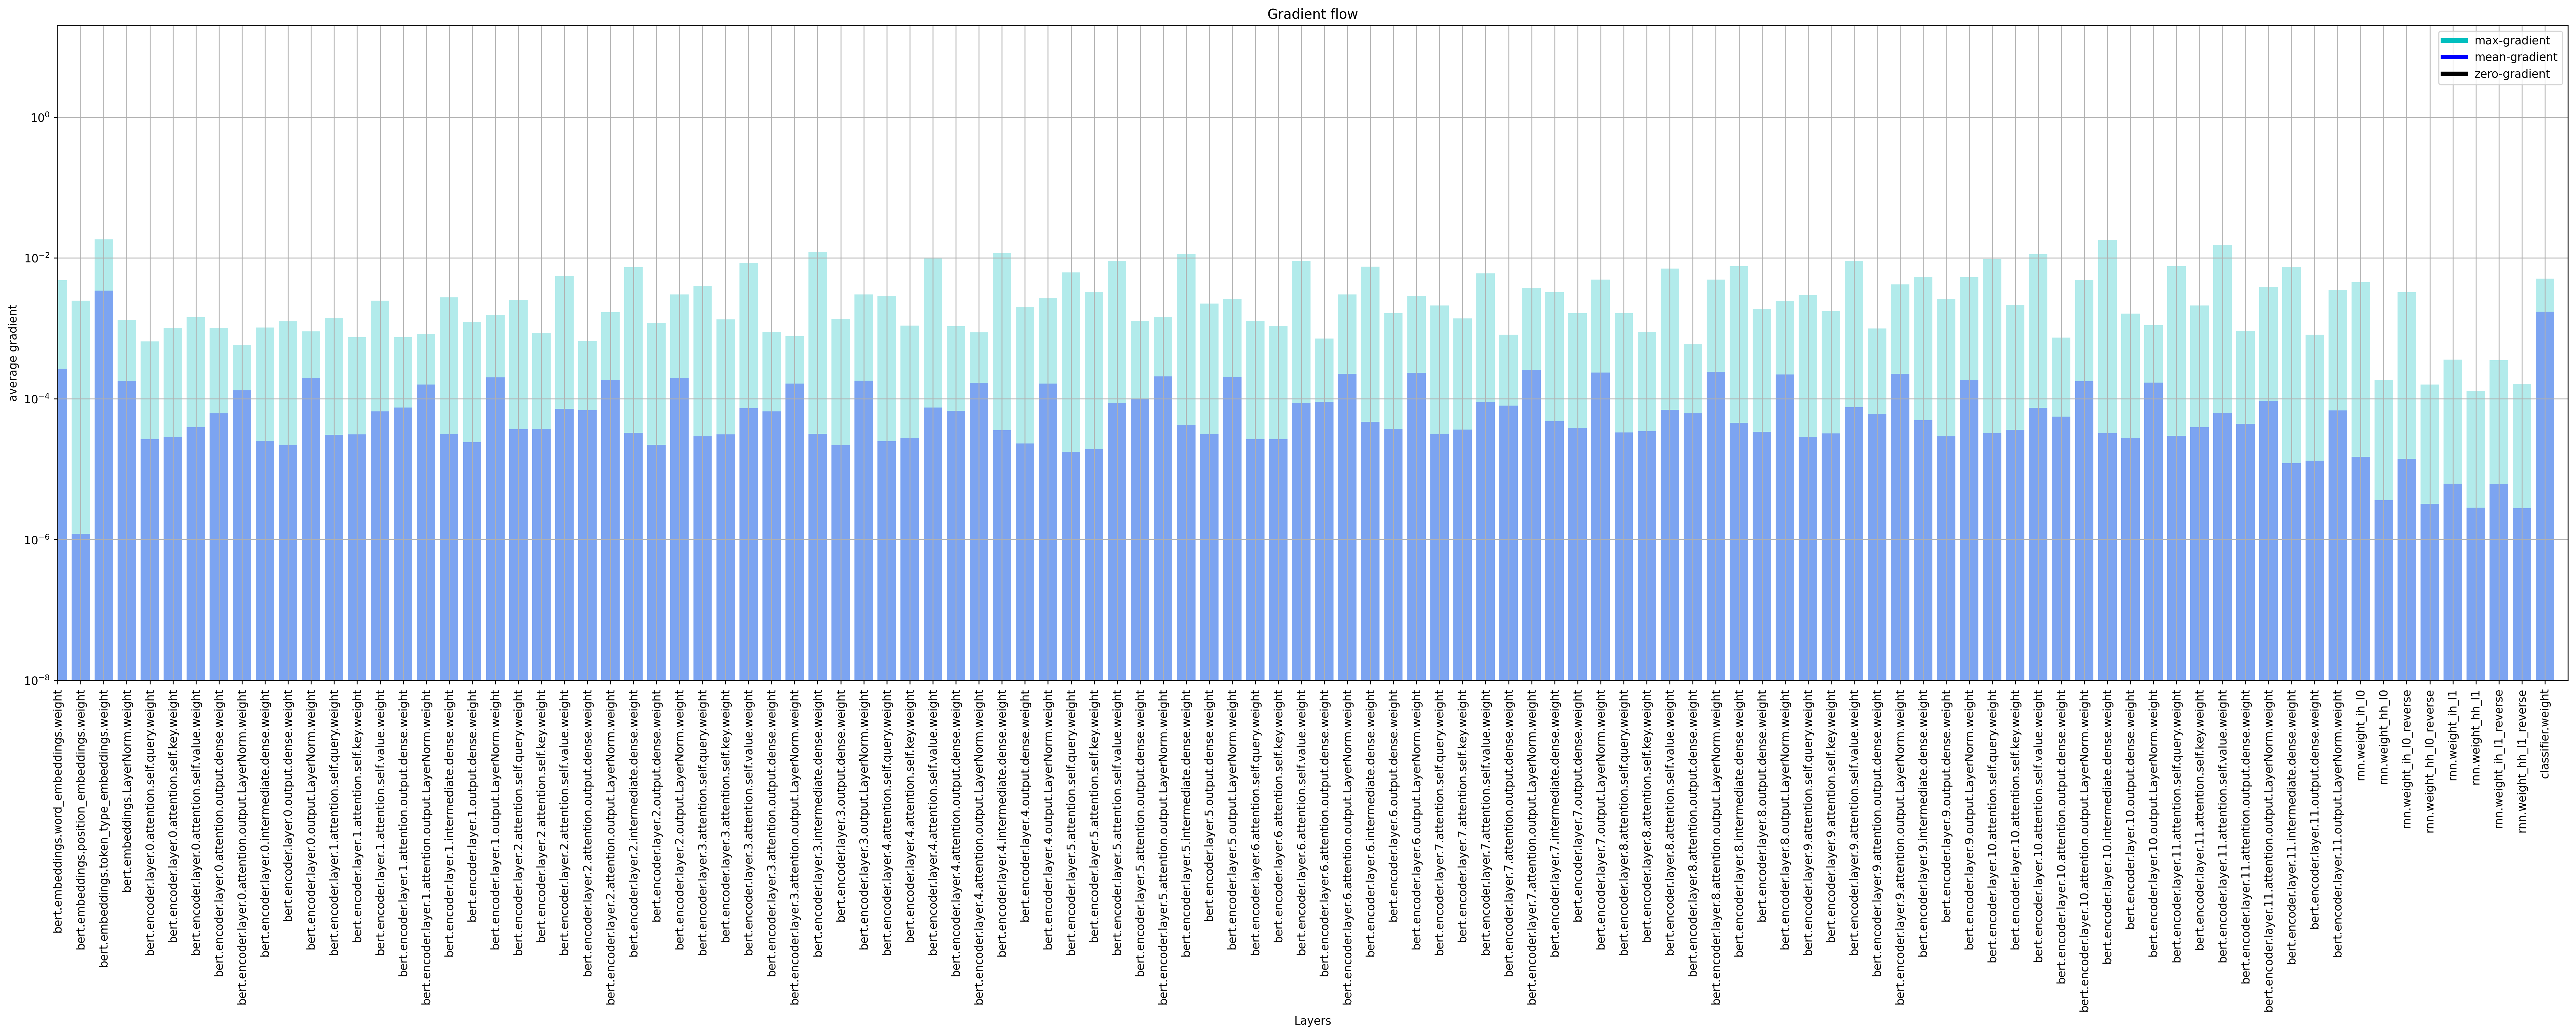 Gradient flow
max-gradient
mean-gradient
zero-gradient
average gradient
10⁰
10⁻²
10⁻⁴
10⁻⁶
10⁻⁸
bert.embeddings.word_embeddings.weight
bert.embeddings.position_embeddings.weight
bert.embeddings.token_type_embeddings.weight
bert.embeddings.LayerNorm.weight
bert.encoder.layer.0.attention.self.query.weight
bert.encoder.layer.0.attention.self.key.weight
bert.encoder.layer.0.attention.self.value.weight
bert.encoder.layer.0.attention.output.dense.weight
bert.encoder.layer.0.attention.output.LayerNorm.weight
bert.encoder.layer.0.intermediate.dense.weight
bert.encoder.layer.0.output.dense.weight
bert.encoder.layer.0.output.LayerNorm.weight
bert.encoder.layer.1.attention.self.query.weight
bert.encoder.layer.1.attention.self.key.weight
bert.encoder.layer.1.attention.self.value.weight
bert.encoder.layer.1.attention.output.dense.weight
bert.encoder.layer.1.attention.output.LayerNorm.weight
bert.encoder.layer.1.intermediate.dense.weight
bert.encoder.layer.1.output.dense.weight
bert.encoder.layer.1.output.LayerNorm.weight
bert.encoder.layer.2.attention.self.query.weight
bert.encoder.layer.2.attention.self.key.weight
bert.encoder.layer.2.attention.self.value.weight
bert.encoder.layer.2.attention.output.dense.weight
bert.encoder.layer.2.attention.output.LayerNorm.weight
bert.encoder.layer.2.intermediate.dense.weight
bert.encoder.layer.2.output.dense.weight
bert.encoder.layer.2.output.LayerNorm.weight
bert.encoder.layer.3.attention.self.query.weight
bert.encoder.layer.3.attention.self.key.weight
bert.encoder.layer.3.attention.self.value.weight
bert.encoder.layer.3.attention.output.dense.weight
bert.encoder.layer.3.attention.output.LayerNorm.weight
bert.encoder.layer.3.intermediate.dense.weight
bert.encoder.layer.3.output.dense.weight
bert.encoder.layer.3.output.LayerNorm.weight
bert.encoder.layer.4.attention.self.query.weight
bert.encoder.layer.4.attention.self.key.weight
bert.encoder.layer.4.attention.self.value.weight
bert.encoder.layer.4.attention.output.dense.weight
bert.encoder.layer.4.attention.output.LayerNorm.weight
bert.encoder.layer.4.intermediate.dense.weight
bert.encoder.layer.4.output.dense.weight
bert.encoder.layer.4.output.LayerNorm.weight
bert.encoder.layer.5.attention.self.query.weight
bert.encoder.layer.5.attention.self.key.weight
bert.encoder.layer.5.attention.self.value.weight
bert.encoder.layer.5.attention.output.dense.weight
bert.encoder.layer.5.attention.output.LayerNorm.weight
bert.encoder.layer.5.intermediate.dense.weight
bert.encoder.layer.5.output.dense.weight
bert.encoder.layer.5.output.LayerNorm.weight
bert.encoder.layer.6.attention.self.query.weight
bert.encoder.layer.6.attention.self.key.weight
bert.encoder.layer.6.attention.self.value.weight
bert.encoder.layer.6.attention.output.dense.weight
bert.encoder.layer.6.attention.output.LayerNorm.weight
bert.encoder.layer.6.intermediate.dense.weight
bert.encoder.layer.6.output.dense.weight
bert.encoder.layer.6.output.LayerNorm.weight
bert.encoder.layer.7.attention.self.query.weight
bert.encoder.layer.7.attention.self.key.weight
bert.encoder.layer.7.attention.self.value.weight
bert.encoder.layer.7.attention.output.dense.weight
bert.encoder.layer.7.attention.output.LayerNorm.weight
bert.encoder.layer.7.intermediate.dense.weight
bert.encoder.layer.7.output.dense.weight
bert.encoder.layer.7.output.LayerNorm.weight
bert.encoder.layer.8.attention.self.query.weight
bert.encoder.layer.8.attention.self.key.weight
bert.encoder.layer.8.attention.self.value.weight
bert.encoder.layer.8.attention.output.dense.weight
bert.encoder.layer.8.attention.output.LayerNorm.weight
bert.encoder.layer.8.intermediate.dense.weight
bert.encoder.layer.8.output.dense.weight
bert.encoder.layer.8.output.LayerNorm.weight
bert.encoder.layer.9.attention.self.query.weight
bert.encoder.layer.9.attention.self.key.weight
bert.encoder.layer.9.attention.self.value.weight
bert.encoder.layer.9.attention.output.dense.weight
bert.encoder.layer.9.attention.output.LayerNorm.weight
bert.encoder.layer.9.intermediate.dense.weight
bert.encoder.layer.9.output.dense.weight
bert.encoder.layer.9.output.LayerNorm.weight
bert.encoder.layer.10.attention.self.query.weight
bert.encoder.layer.10.attention.self.key.weight
bert.encoder.layer.10.attention.self.value.weight
bert.encoder.layer.10.attention.output.dense.weight
bert.encoder.layer.10.attention.output.LayerNorm.weight
bert.encoder.layer.10.intermediate.dense.weight
bert.encoder.layer.10.output.dense.weight
bert.encoder.layer.10.output.LayerNorm.weight
bert.encoder.layer.11.attention.self.query.weight
bert.encoder.layer.11.attention.self.key.weight
bert.encoder.layer.11.attention.self.value.weight
bert.encoder.layer.11.attention.output.dense.weight
bert.encoder.layer.11.attention.output.LayerNorm.weight
bert.encoder.layer.11.intermediate.dense.weight
bert.encoder.layer.11.output.dense.weight
bert.encoder.layer.11.output.LayerNorm.weight
rnn.weight_ih_l0
rnn.weight_hh_l0
rnn.weight_ih_l0_reverse
rnn.weight_hh_l0_reverse
rnn.weight_ih_l1
rnn.weight_hh_l1
rnn.weight_ih_l1_reverse
rnn.weight_hh_l1_reverse
classifier.weight
Layers